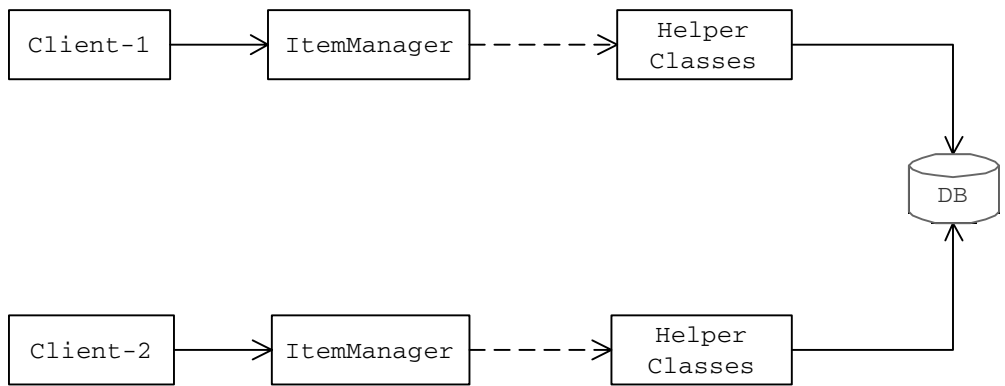 Client-1
ItemManager
Helper
Classes
DB
Client-2
ItemManager
Helper
Classes